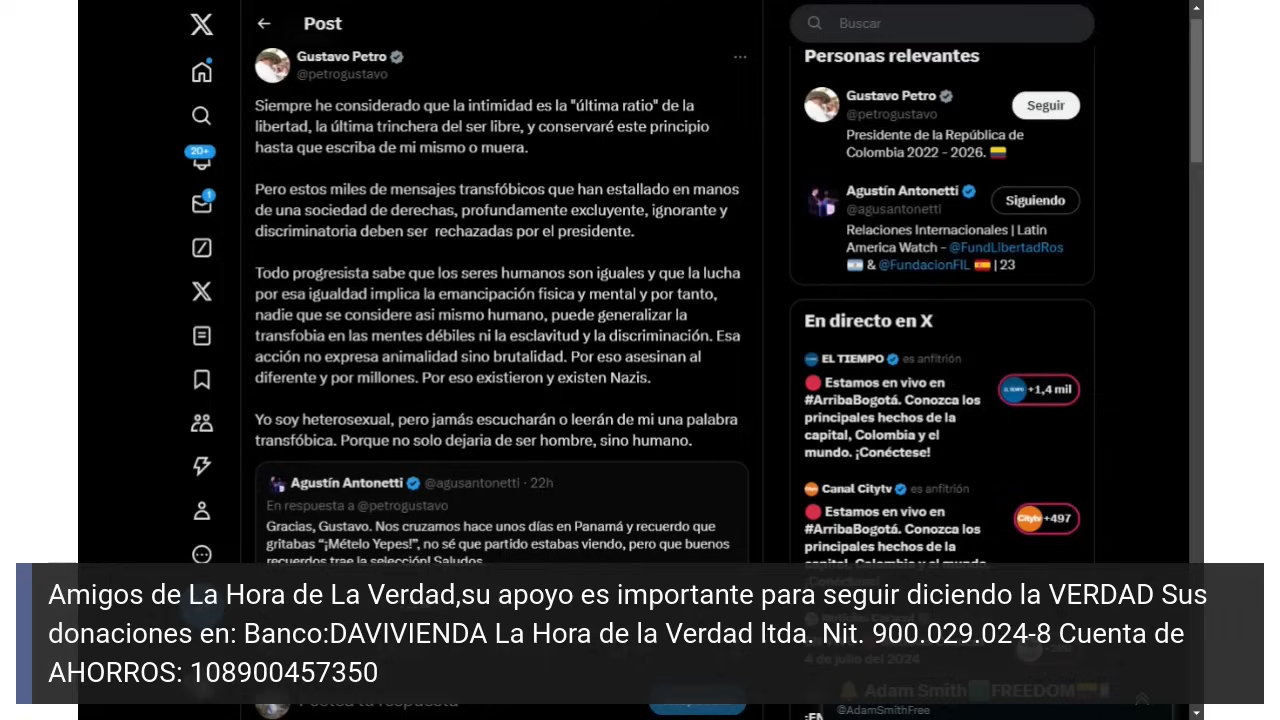 Post
Gustavo Petro
@petrogustavo
Siempre he considerado que la intimidad es la "última ratio" de la
libertad, la última trinchera del ser libre, y conservaré este principio
hasta que escriba de mi mismo o muera.
Pero estos miles de mensajes transfóbicos que han estallado en manos
de una sociedad de derechas, profundamente excluyente, ignorante y
discriminatoria deben ser rechazadas por el presidente.
Todo progresista sabe que los seres humanos son iguales y que la lucha
por esa igualdad implica la emancipación fisica y mental y por tanto,
nadie que se considere asi mismo humano, puede generalizar la
transfobia en las mentes débiles ni la esclavitud y la discriminación. Esa
acción no expresa animalidad sino brutalidad. Por eso asesinan al
diferente y por millones. Por eso existieron y existen Nazis.
Yo soy heterosexual, pero jamás escucharán o leerán de mi una palabra
transfóbica. Porque no solo dejaria de ser hombre, sino humano.
Agustín Antonetti @agusantonetti · 22h
En respuesta a @petrogustavo
Gracias, Gustavo. Nos cruzamos hace unos días en Panamá y recuerdo que
gritabas "¡Mételo Yepes!", no sé que partido estabas viendo, pero que buenos
recuerdos trae la selección! Saludos
20+
1
Buscar
Personas relevantes
Gustavo Petro
@petrogustavo
Seguir
Presidente de la República de
Colombia 2022 - 2026.
Agustín Antonetti
@agusantonetti
Siguiendo
Relaciones Internacionales | Latin
America Watch - @FundLibertadRos
& @FundacionFIL | 23
En directo en X
EL TIEMPO es anfitrión
Estamos en vivo en
#ArribaBogotá. Conozca los
principales hechos de la
capital, Colombia y el
mundo. ¡Conéctese!
EL TIEMPO +1,4 mil
Canal Citytv es anfitrión
Estamos en vivo en
#ArribaBogotá. Conozca los
principales hechos de la
capital, Colombia y el mundo.
¡Conéctese!
Citytv +497
4 de julio del 2024
Adam Smith FREEDOM
@AdamSmithFree
Amigos de La Hora de La Verdad,su apoyo es importante para seguir diciendo la VERDAD Sus
donaciones en: Banco:DAVIVIENDA La Hora de la Verdad ltda. Nit. 900.029.024-8 Cuenta de
AHORROS: 108900457350